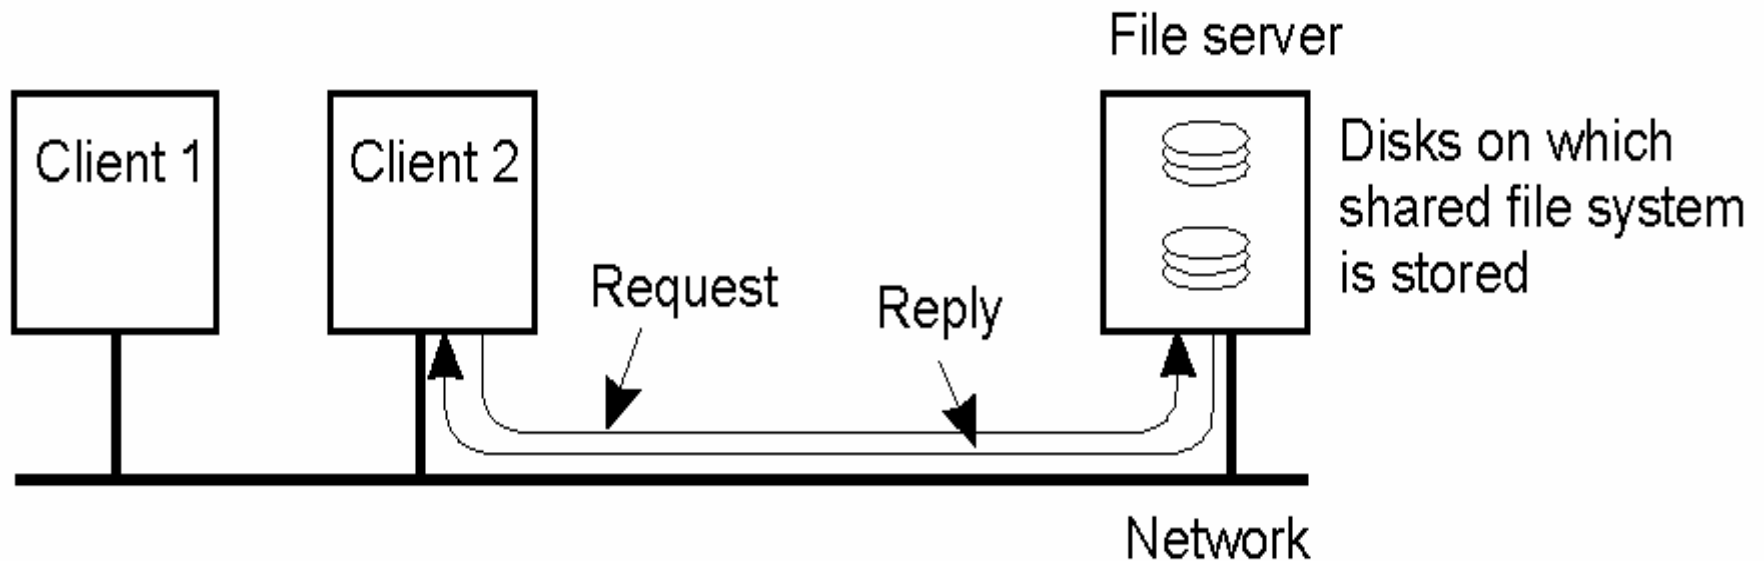 File server
Client 1
Client 2
Disks on which
shared file system
is stored
Request
Reply
Network